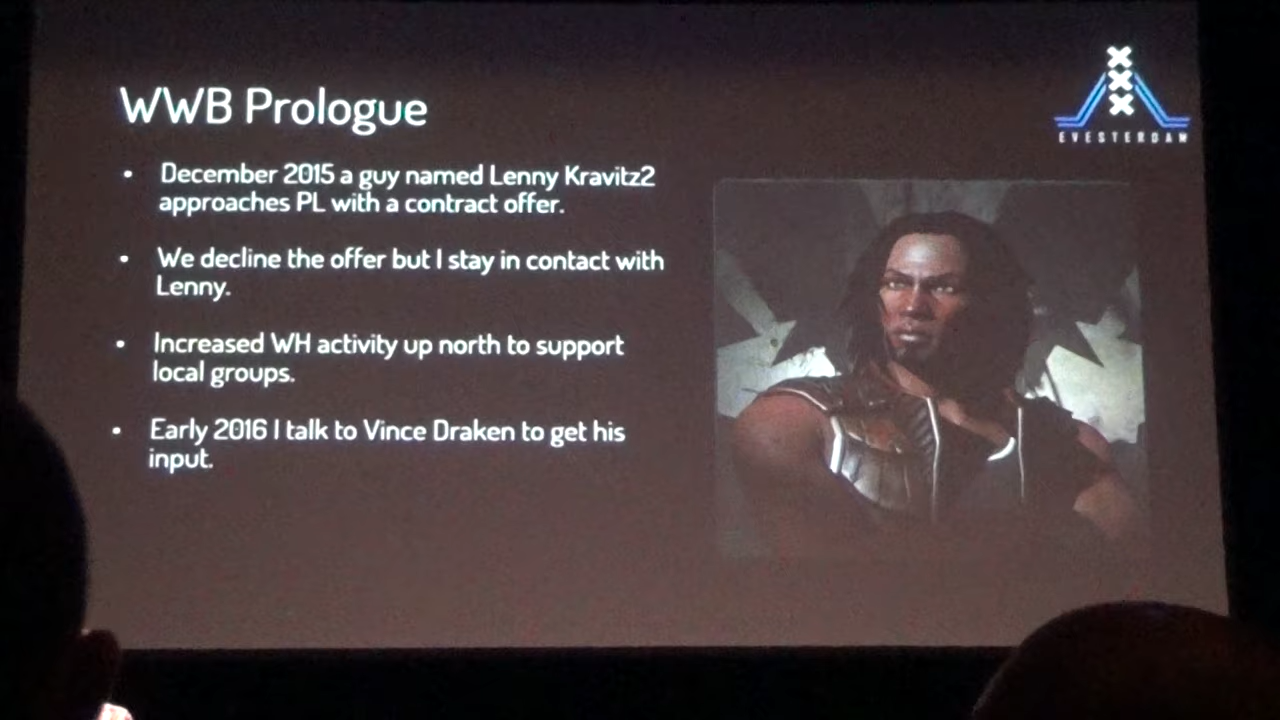 WWB Prologue
• December 2015 a guy named Lenny Kravitz2
approaches PL with a contract offer.
• We decline the offer but I stay in contact with
Lenny.
• Increased WH activity up north to support
local groups.
• Early 2016 I talk to Vince Draken to get his
input.
XXX
EVESTERDAM